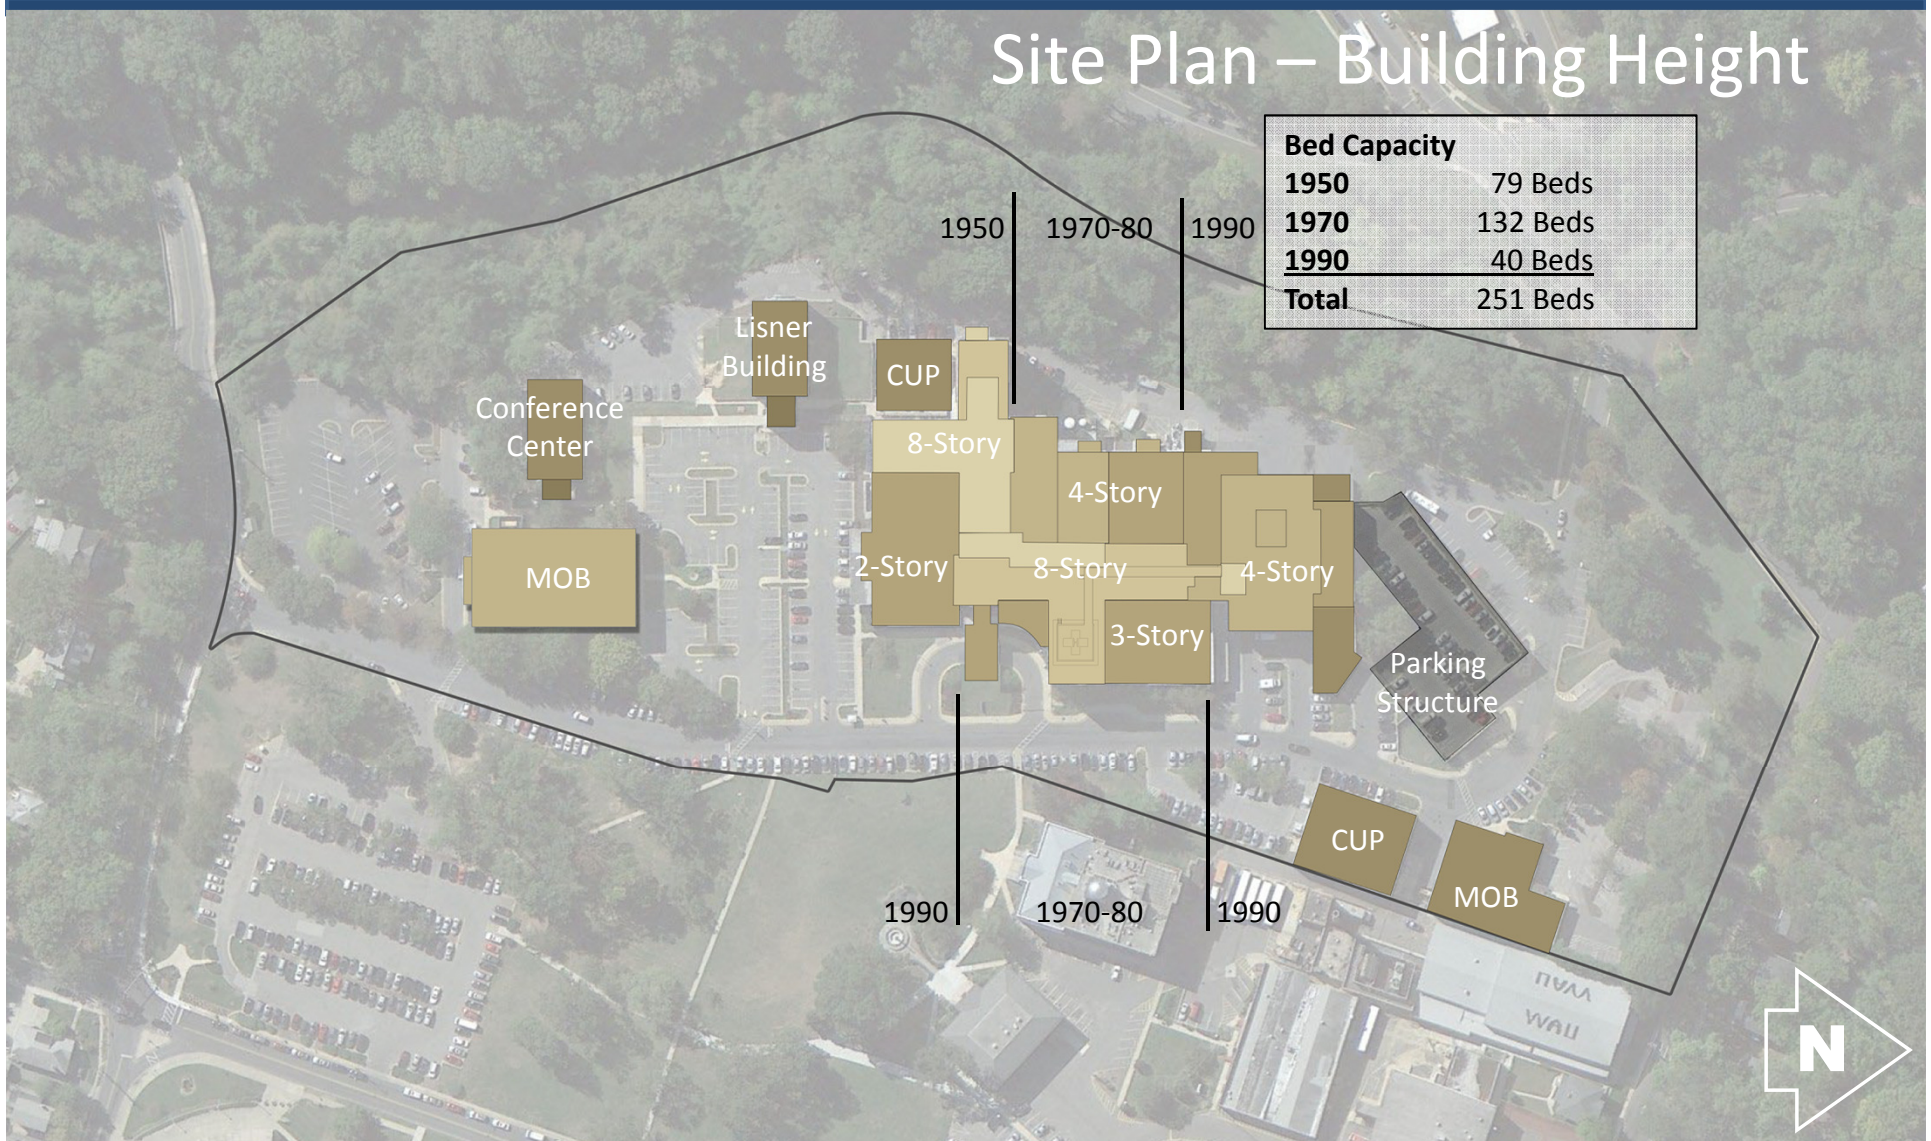 Site Plan – Building Height
Bed Capacity
1950 79 Beds
1970 132 Beds
1990 40 Beds
Total 251 Beds
1950
1970-80
1990
Lisner
Building
CUP
Conference
Center
8-Story
4-Story
MOB
2-Story
8-Story
4-Story
3-Story
Parking
Structure
CUP
MOB
1990
1970-80
1990
N